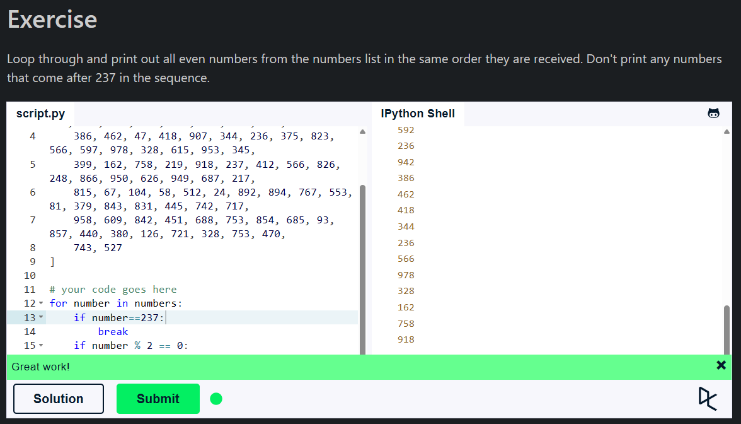 Exercise
Loop through and print out all even numbers from the numbers list in the same order they are received. Don't print any numbers
that come after 237 in the sequence.
script.py
IPython Shell
4 386, 462, 47, 418, 907, 344, 236, 375, 823,
566, 597, 978, 328, 615, 953, 345,
5 399, 162, 758, 219, 918, 237, 412, 566, 826,
248, 866, 950, 626, 949, 687, 217,
6 815, 67, 104, 58, 512, 24, 892, 894, 767, 553,
81, 379, 843, 831, 445, 742, 717,
7 958, 609, 842, 451, 688, 753, 854, 685, 93,
857, 440, 380, 126, 721, 328, 753, 470,
8 743, 527
9 ]
10
11 # your code goes here
12 for number in numbers:
13 if number==237:
14 break
15 if number % 2 == 0:
592
236
942
386
462
418
344
236
566
978
328
162
758
918
Great work!
Solution
Submit